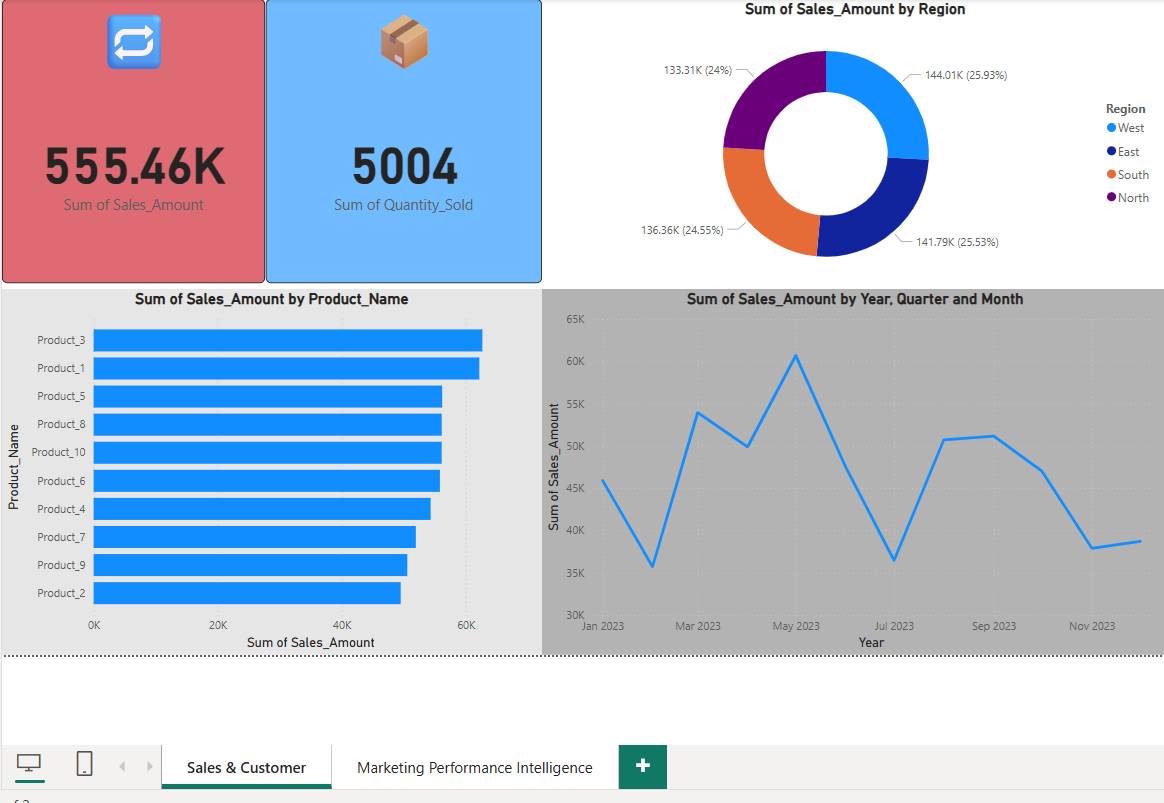 555.46K
Sum of Sales_Amount
5004
Sum of Quantity_Sold
Sum of Sales_Amount by Region
133.31K (24%)
144.01K (25.93%)
136.36K (24.55%)
141.79K (25.53%)
Region
West
East
South
North
Sum of Sales_Amount by Product_Name
Product_Name
Product_3
Product_1
Product_5
Product_8
Product_10
Product_6
Product_4
Product_7
Product_9
Product_2
0K 20K 40K 60K
Sum of Sales_Amount
Sum of Sales_Amount by Year, Quarter and Month
Sum of Sales_Amount
65K
60K
55K
50K
45K
40K
35K
30K
Jan 2023 Mar 2023 May 2023 Jul 2023 Sep 2023 Nov 2023
Year
Sales & Customer Marketing Performance Intelligence +